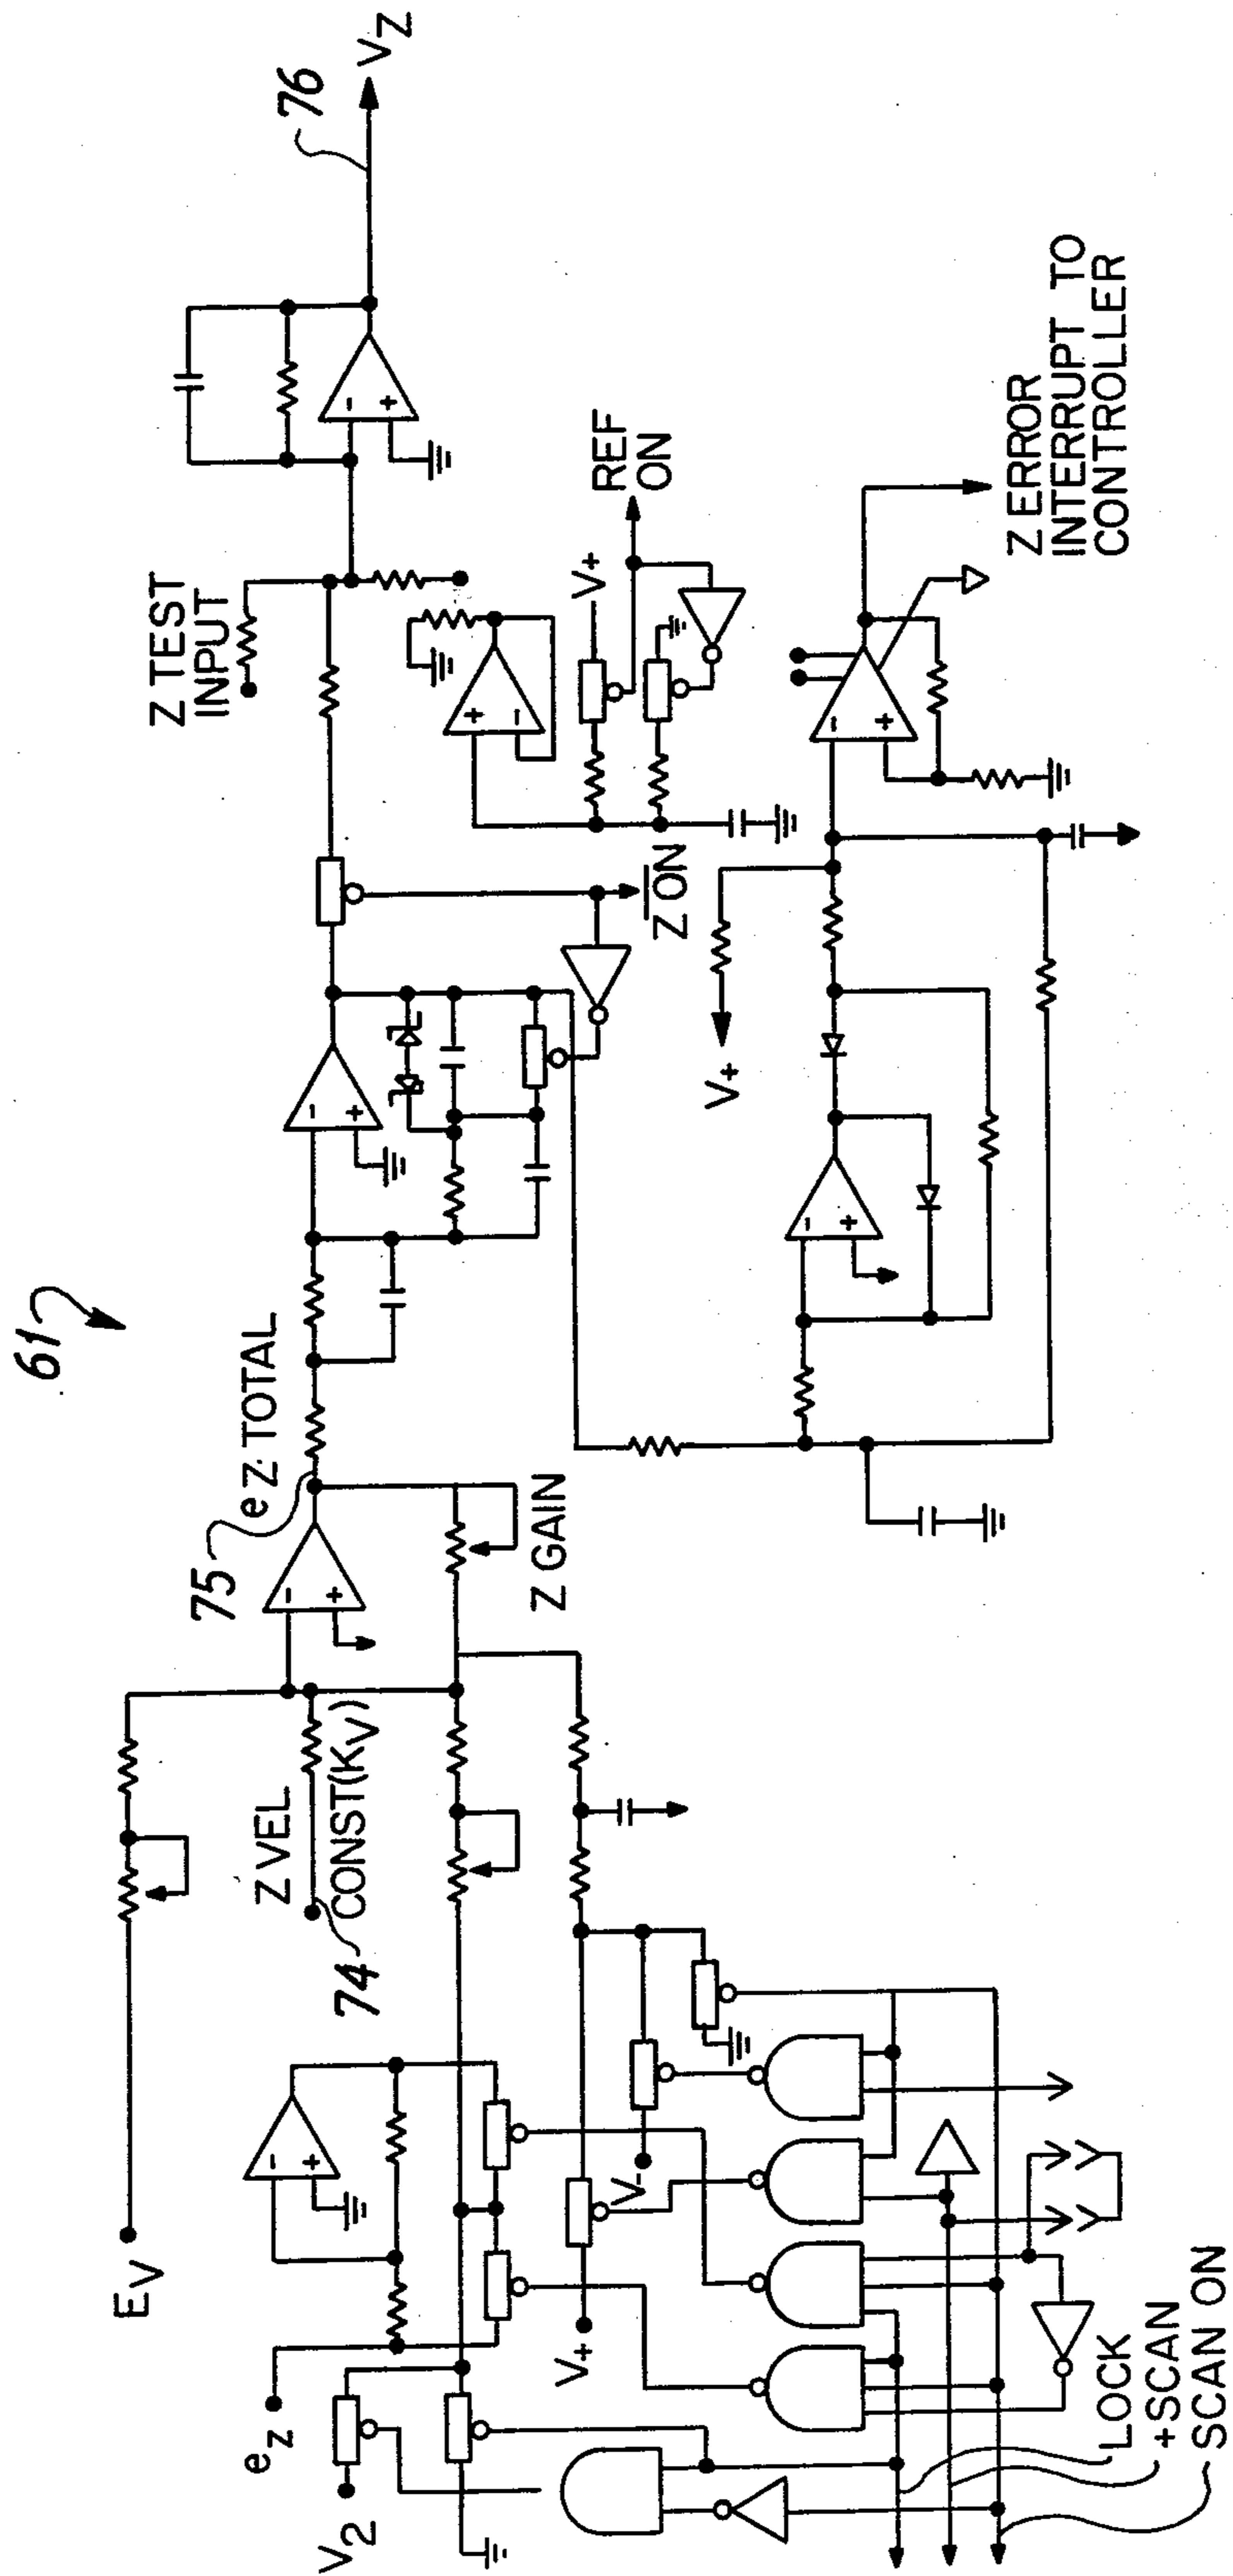 61
76
V_Z
Z TEST
INPUT
75
e Z. TOTAL
REF
ON
V+
Z ON
Z ERROR
INTERRUPT TO
CONTROLLER
V+
Z GAIN
E_V
Z VEL
CONST(K_V)
74
e_Z
V_2
V+
V-
LOCK
+SCAN
SCAN ON